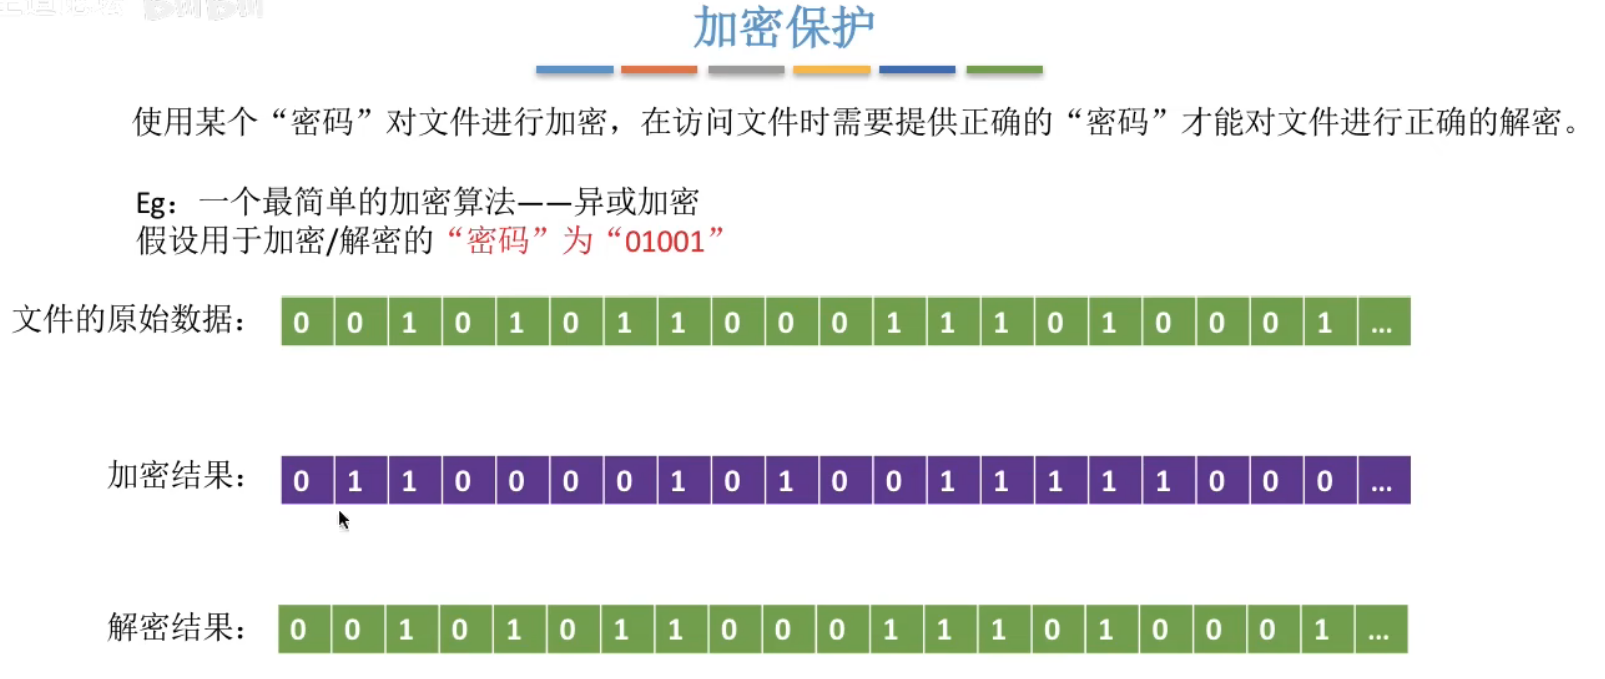 加密保护
使用某个“密码”对文件进行加密，在访问文件时需要提供正确的“密码”才能对文件进行正确的解密。
Eg：一个最简单的加密算法——异或加密
假设用于加密/解密的“密码”为“01001”
文件的原始数据： 0 0 1 0 1 0 1 1 0 0 0 1 1 1 0 1 0 0 0 1 ...
加密结果： 0 1 1 0 0 0 0 1 0 1 0 0 1 1 1 1 1 0 0 0 ...
解密结果： 0 0 1 0 1 0 1 1 0 0 0 1 1 1 0 1 0 0 0 1 ...